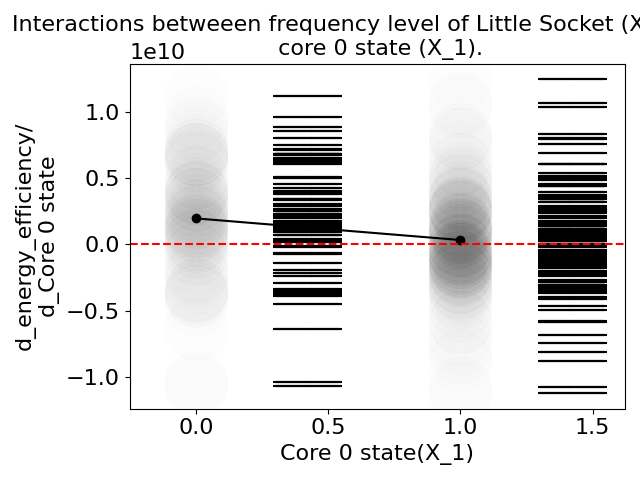 Interactions betweeen frequency level of Little Socket (X
core 0 state (X_1).
1e10
1.0
0.5
0.0
−0.5
−1.0
d_energy_efficiency/
d_Core 0 state
0.0 0.5 1.0 1.5
Core 0 state(X_1)